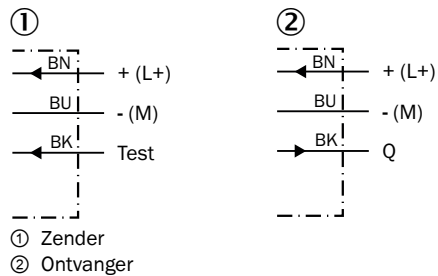 ①
BN + (L+)
BU - (M)
BK Test
②
BN + (L+)
BU - (M)
BK Q
① Zender
② Ontvanger